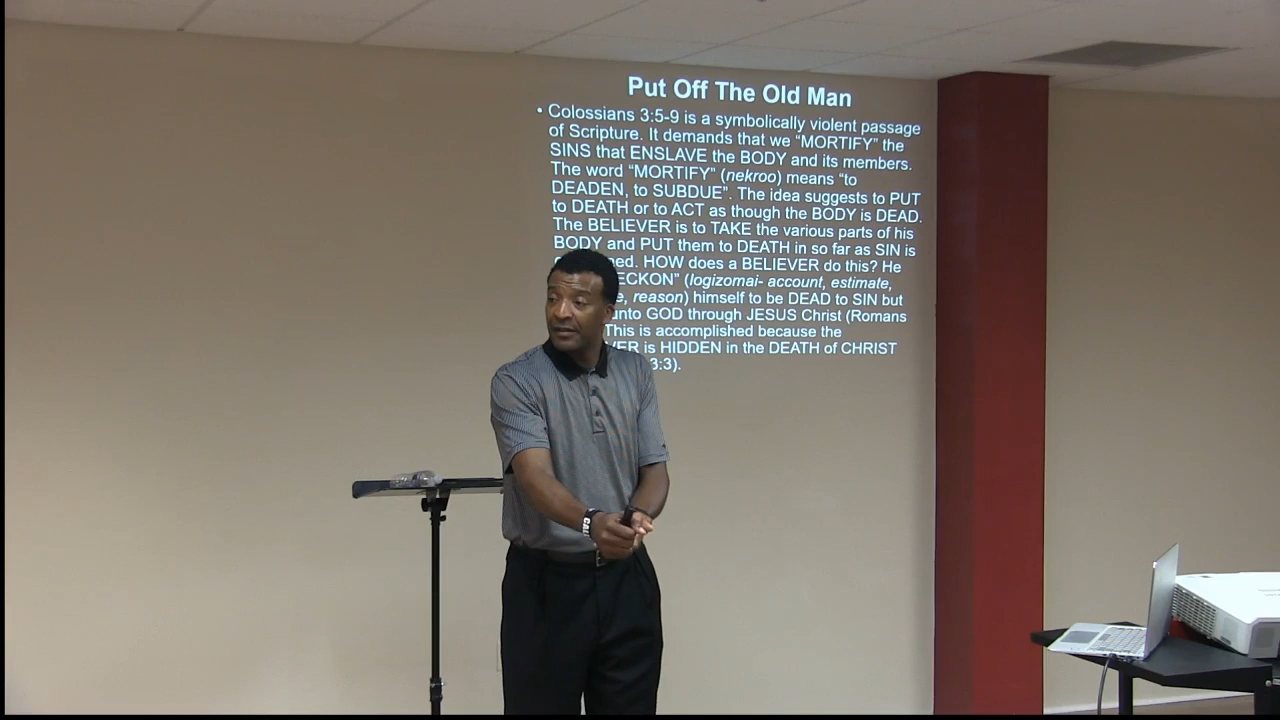 Put Off The Old Man
• Colossians 3:5-9 is a symbolically violent passage
of Scripture. It demands that we “MORTIFY” the
SINS that ENSLAVE the BODY and its members.
The word “MORTIFY” (nekroo) means “to
DEADEN, to SUBDUE”. The idea suggests to PUT
to DEATH or to ACT as though the BODY is DEAD.
The BELIEVER is to TAKE the various parts of his
BODY and PUT them to DEATH in so far as SIN is
HOW does a BELIEVER do this? He
(logizomai- account, estimate,
reason) himself to be DEAD to SIN but
unto GOD through JESUS Christ (Romans
This is accomplished because the
is HIDDEN in the DEATH of CHRIST
3:3).